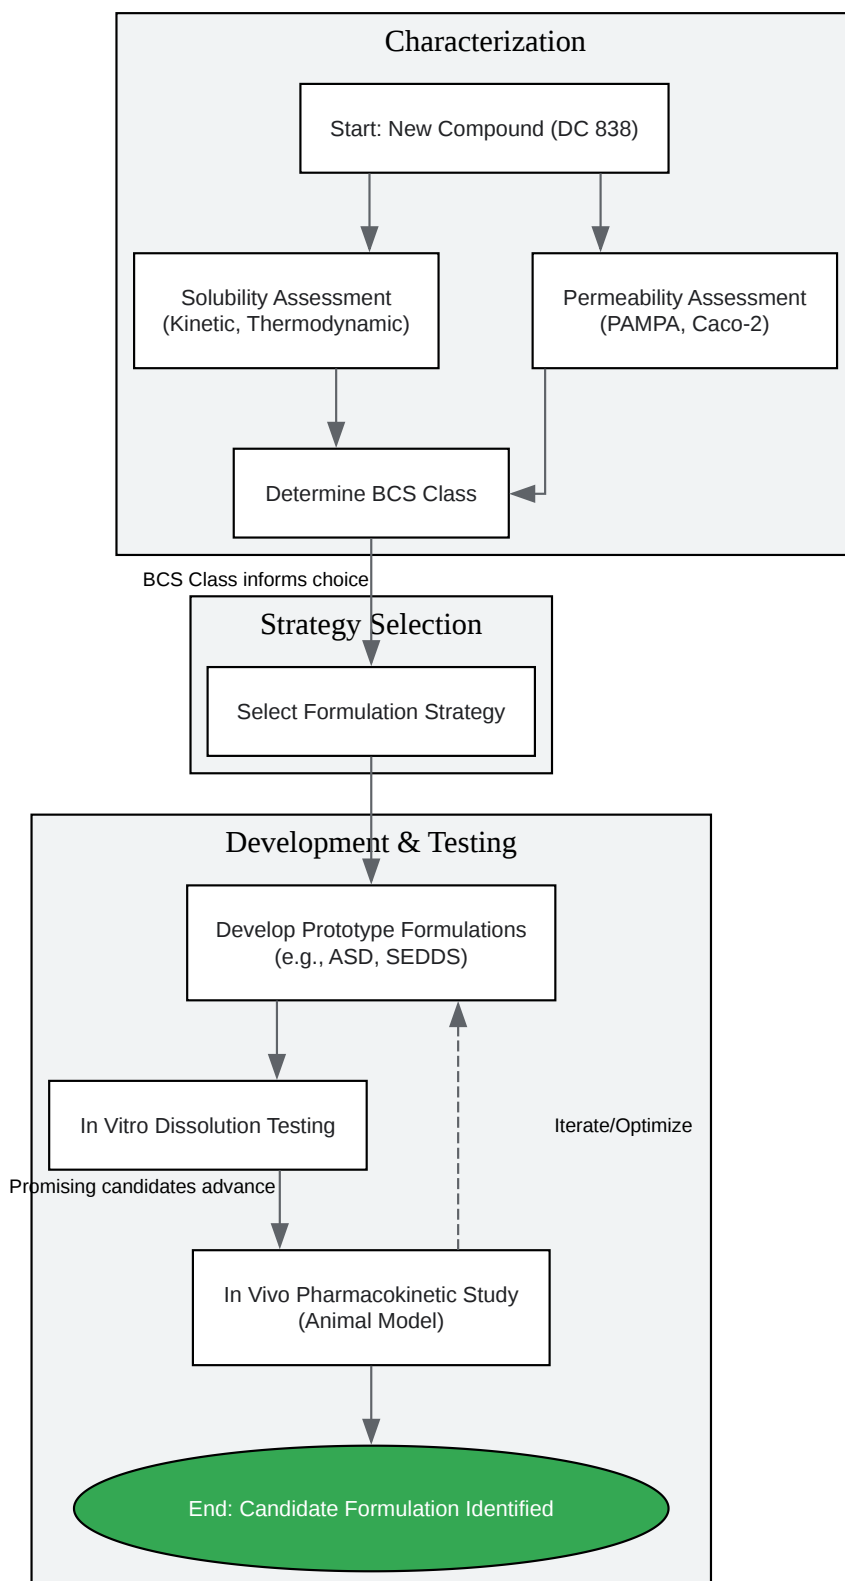 Characterization
Start: New Compound (DC 838)
Solubility Assessment
(Kinetic, Thermodynamic)
Permeability Assessment
(PAMPA, Caco-2)
Determine BCS Class
BCS Class informs choice
Strategy Selection
Select Formulation Strategy
Development & Testing
Develop Prototype Formulations
(e.g., ASD, SEDDS)
In Vitro Dissolution Testing
Iterate/Optimize
Promising candidates advance
In Vivo Pharmacokinetic Study
(Animal Model)
End: Candidate Formulation Identified